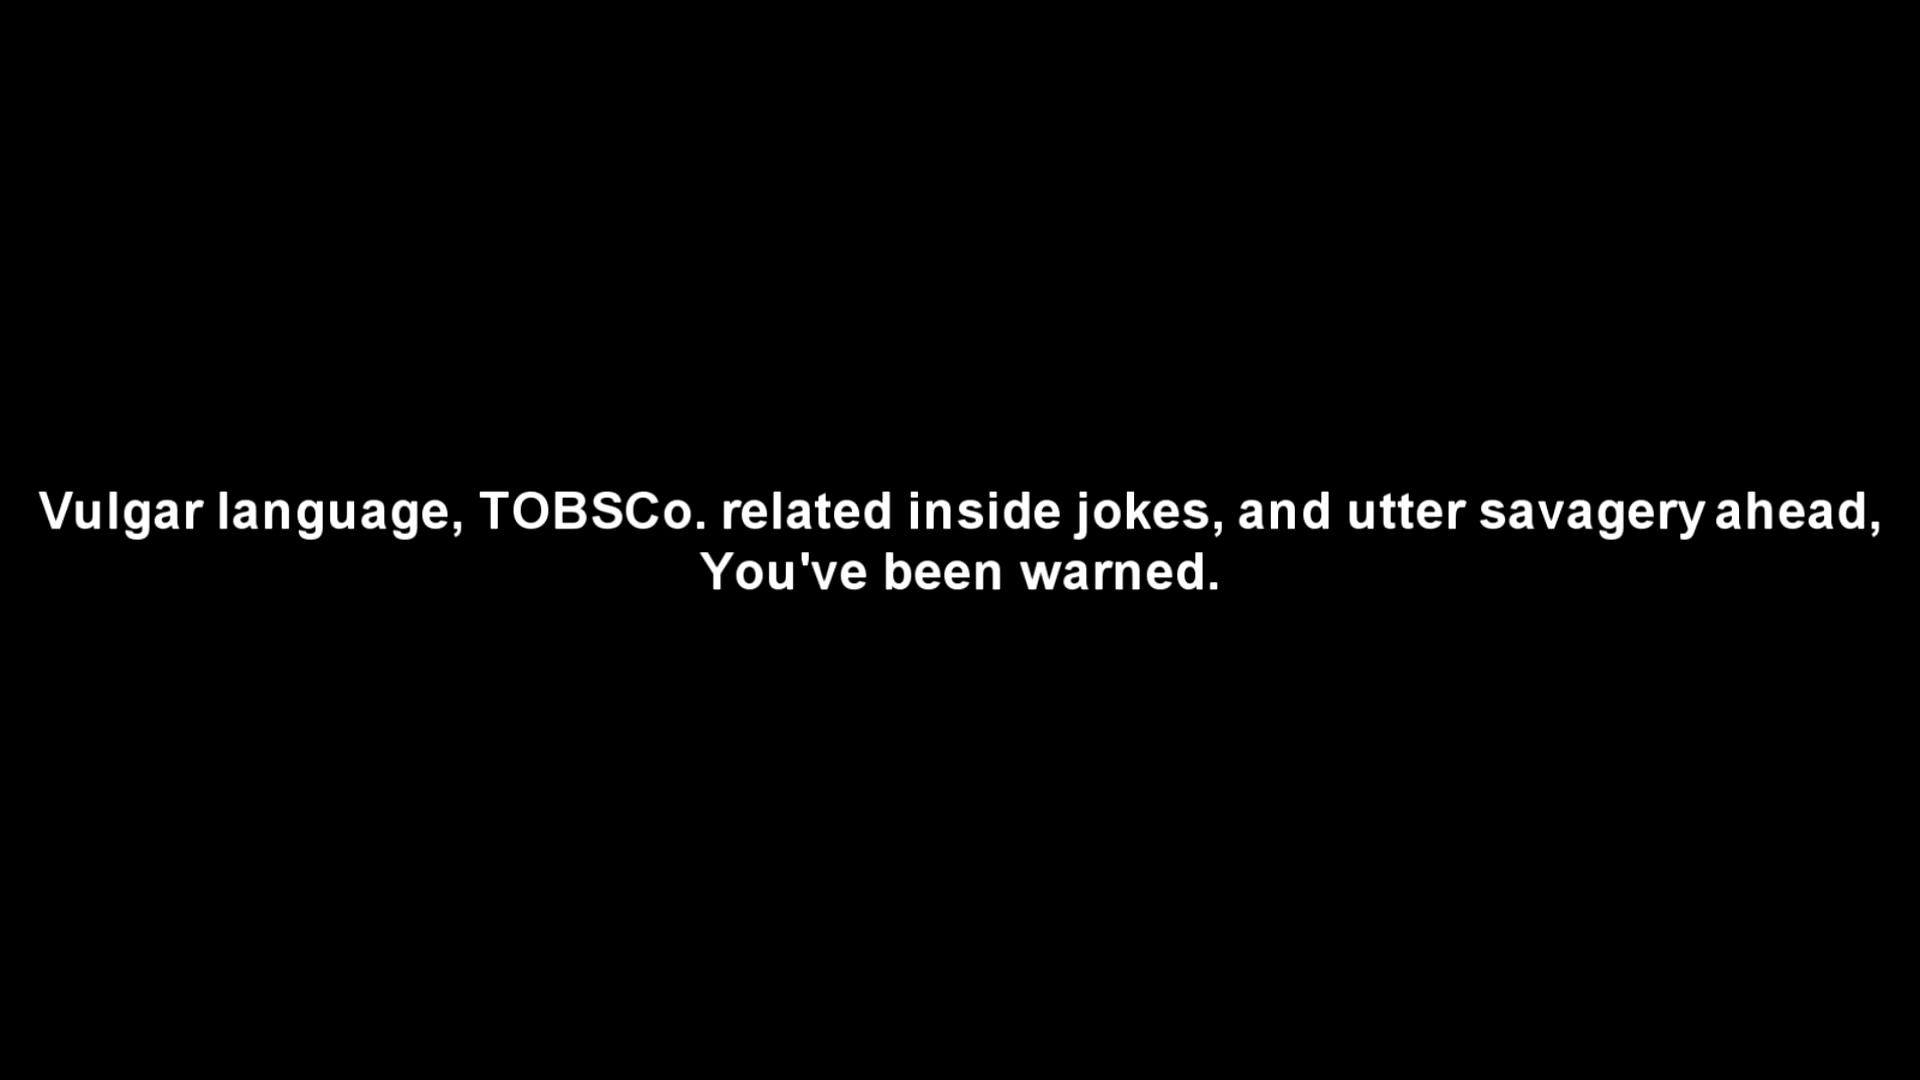 Vulgar language, TOBSCo. related inside jokes, and utter savagery ahead,
You've been warned.